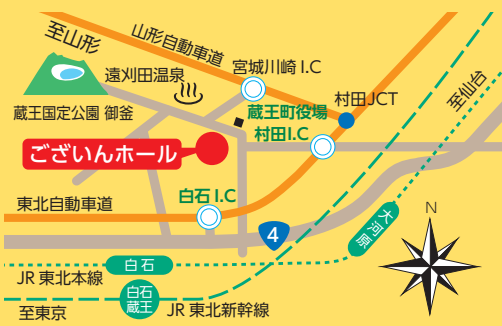 至山形
山形自動車道
遠刈田温泉
宮城川崎 I.C
至仙台
蔵王国定公園 御釜
村田JCT
蔵王町役場
村田I.C
ございんホール
白石 I.C
東北自動車道
4
大河原
N
白石
JR 東北本線
白石
蔵王
至東京
JR 東北新幹線